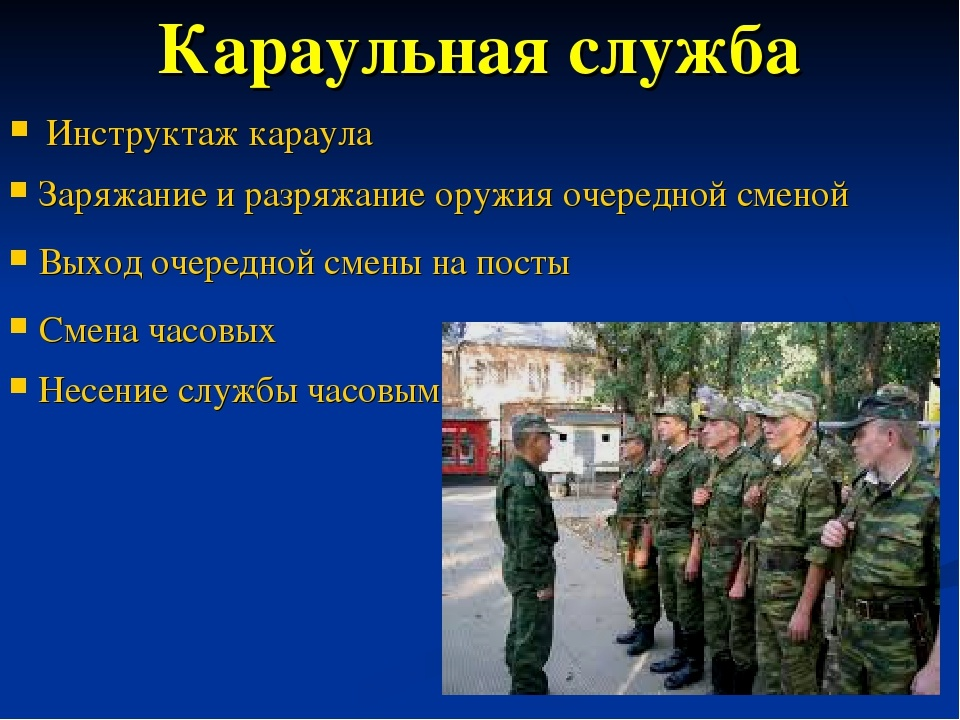 Караульная служба
Инструктаж караула
Заряжание и разряжание оружия очередной сменой
Выход очередной смены на посты
Смена часовых
Несение службы часовым